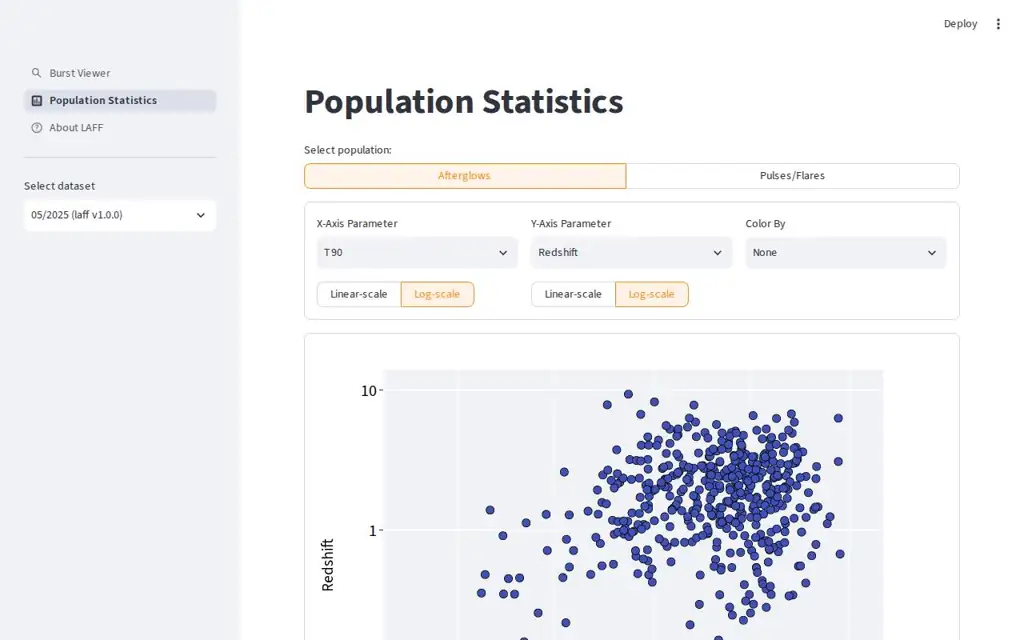 Deploy
Burst Viewer
Population Statistics
About LAFF
Select dataset
05/2025 (laff v1.0.0)
Population Statistics
Select population:
Afterglows
Pulses/Flares
X-Axis Parameter
Y-Axis Parameter
Color By
T90
Redshift
None
Linear-scale
Log-scale
Linear-scale
Log-scale
10
1
Redshift